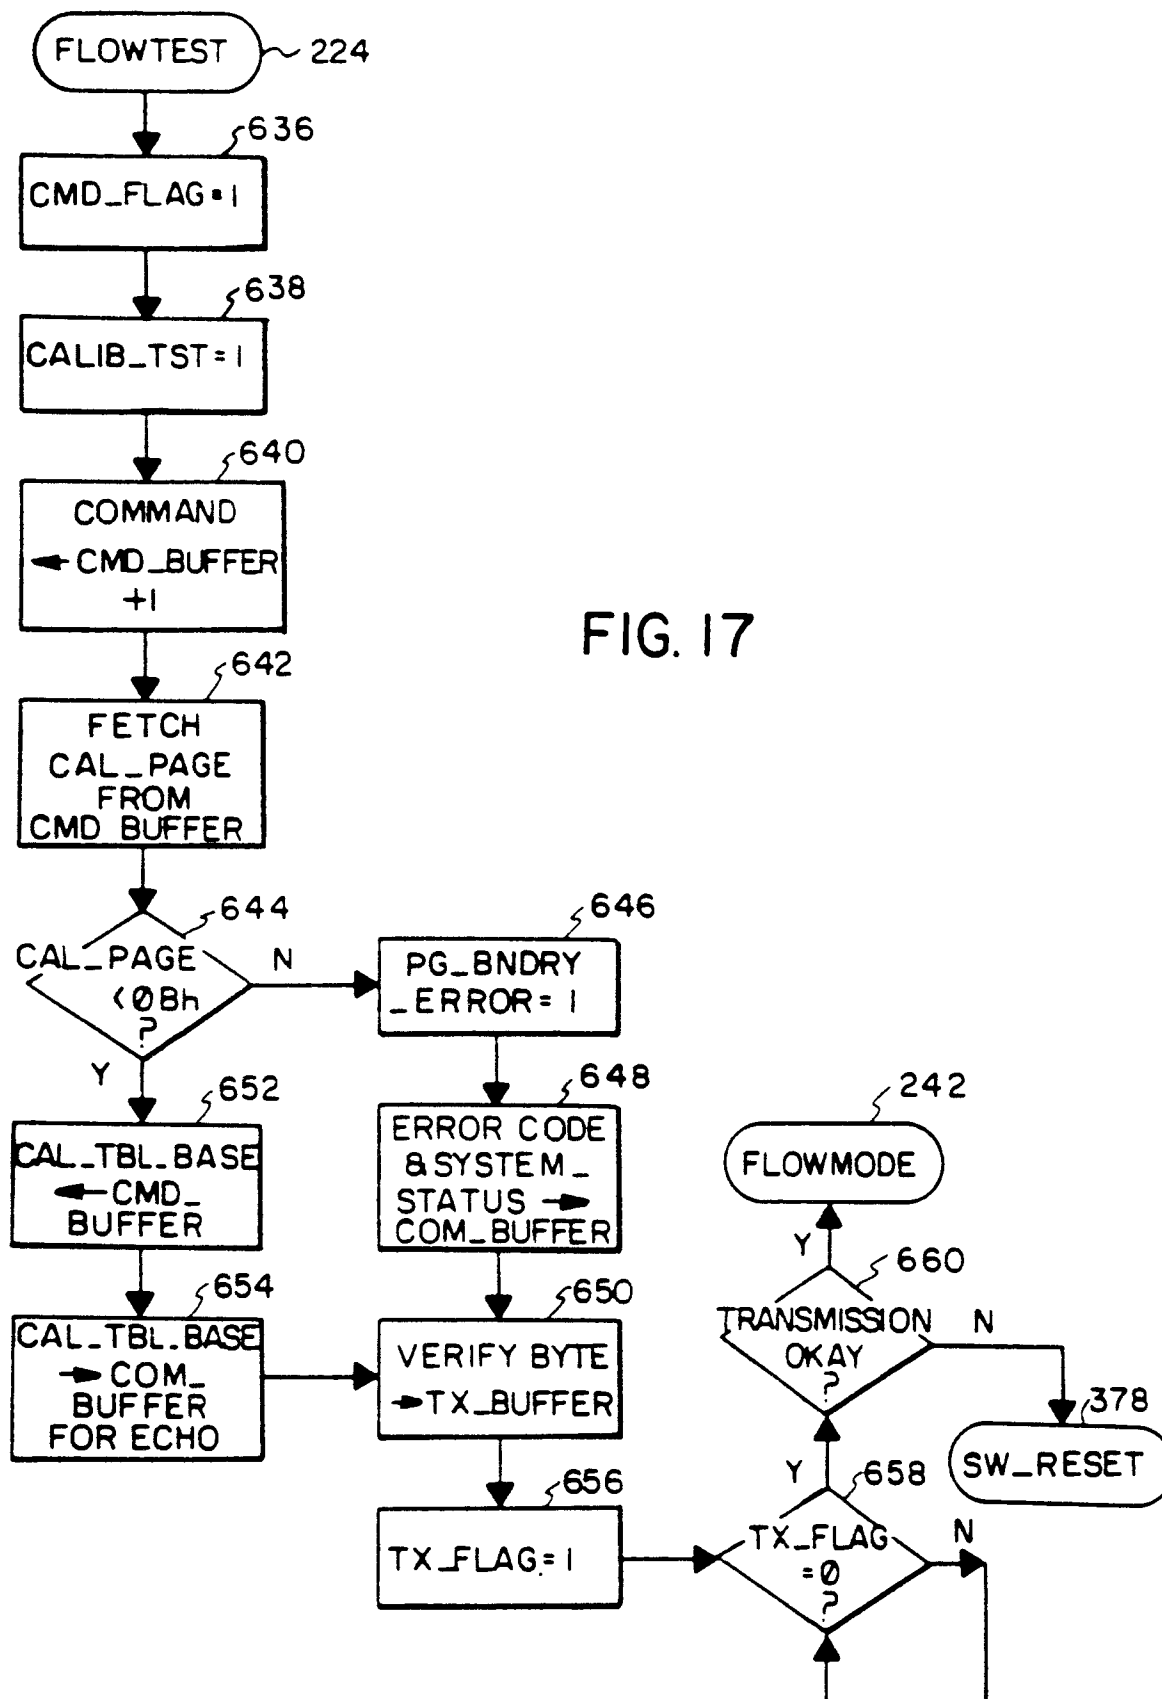 FLOWTEST
224
636
CMD_FLAG=1
638
CALIB_TST=1
640
COMMAND
← CMD_BUFFER
+1
642
FETCH
CAL_PAGE
FROM
CMD BUFFER
644
CAL_PAGE
<0Bh
?
N
Y
646
PG_BNDRY
_ERROR=1
648
ERROR CODE
& SYSTEM_
STATUS →
COM_BUFFER
652
CAL_TBL_BASE
← CMD_
BUFFER
654
CAL_TBL_BASE
→ COM_
BUFFER
FOR ECHO
650
VERIFY BYTE
→ TX_BUFFER
656
TX_FLAG=1
658
TX_FLAG
=0
?
N
Y
660
TRANSMISSION
OKAY
?
N
Y
242
FLOWMODE
378
SW_RESET
FIG. 17